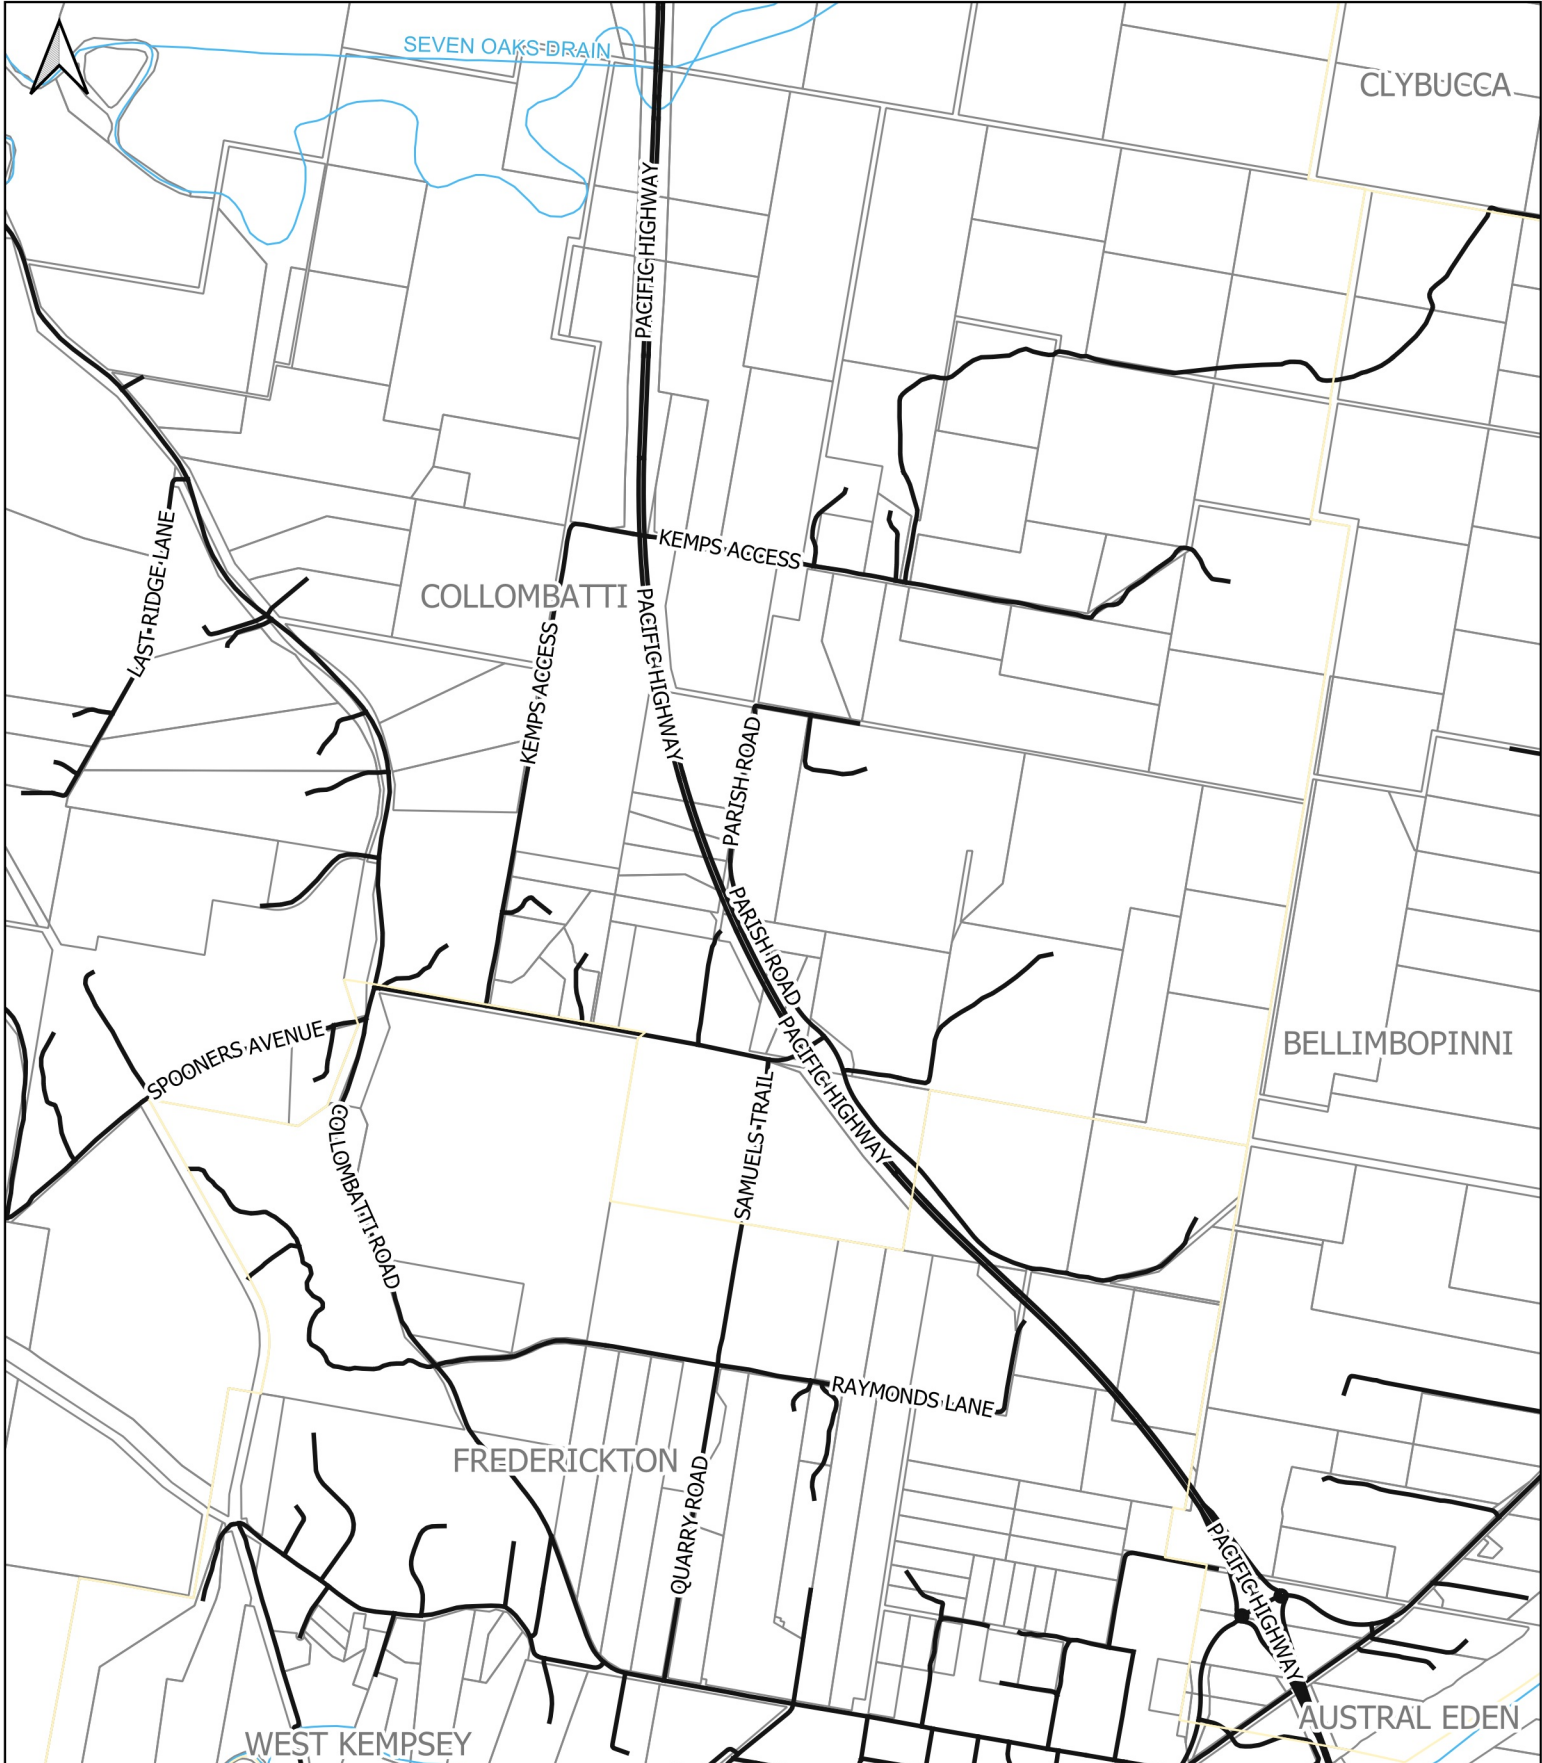 SEVEN OAKS DRAIN
CLYBUCCA
PACIFIC HIGHWAY
KEMPS ACCESS
LAST RIDGE LANE
COLLOMBATTI
PACIFIC HIGHWAY
KEMPS ACCESS
PARISH ROAD
PARISH ROAD
SPOONERS AVENUE
PACIFIC HIGHWAY
BELLIMBOPINNI
SAMUELS TRAIL
COLLOMBATTI ROAD
RAYMONDS LANE
FREDERICKTON
QUARRY ROAD
PACIFIC HIGHWAY
AUSTRAL EDEN
WEST KEMPSEY